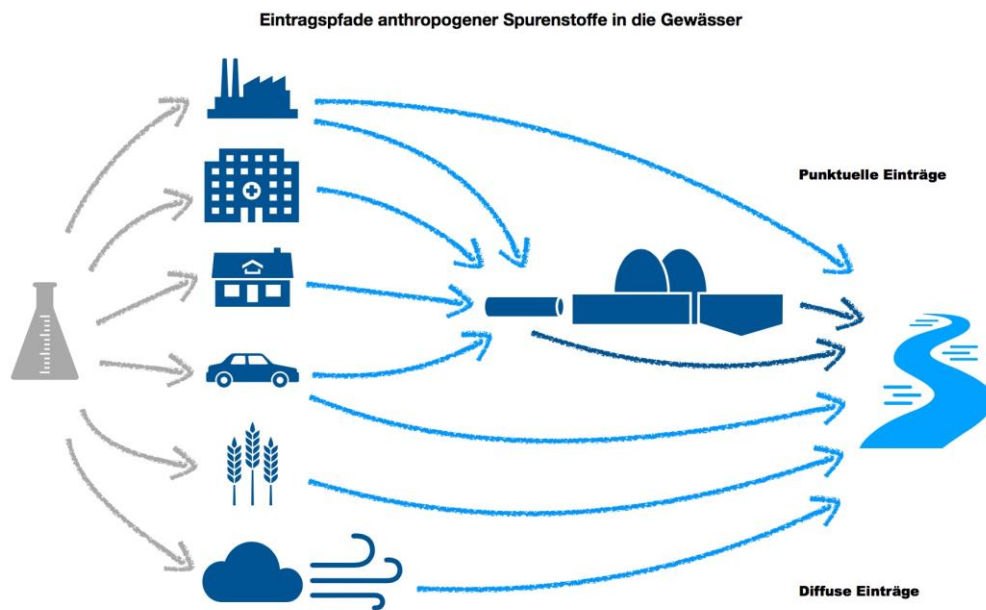 Eintragspfade anthropogener Spurenstoffe in die Gewässer
Punktuelle Einträge
Diffuse Einträge